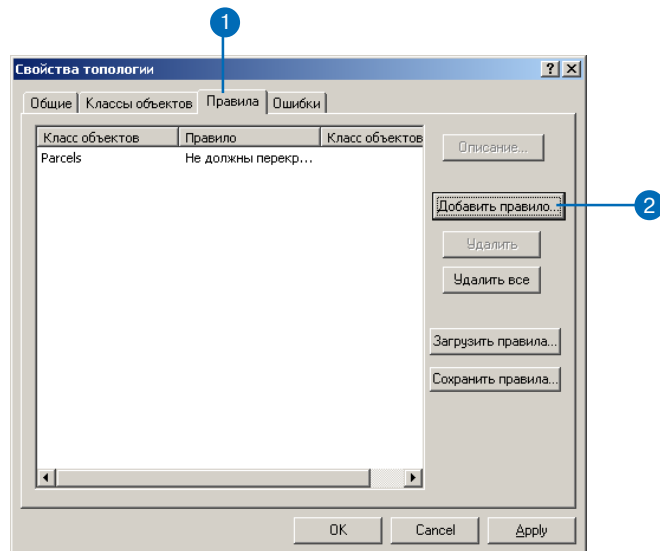 1
Свойства топологии
Общие Классы объектов Правила Ошибки
Класс объектов Правило Класс объектов
Parcels Не должны перекр...
Описание...
Добавить правило... 2
Удалить
Удалить все
Загрузить правила...
Сохранить правила...
OK Cancel Apply